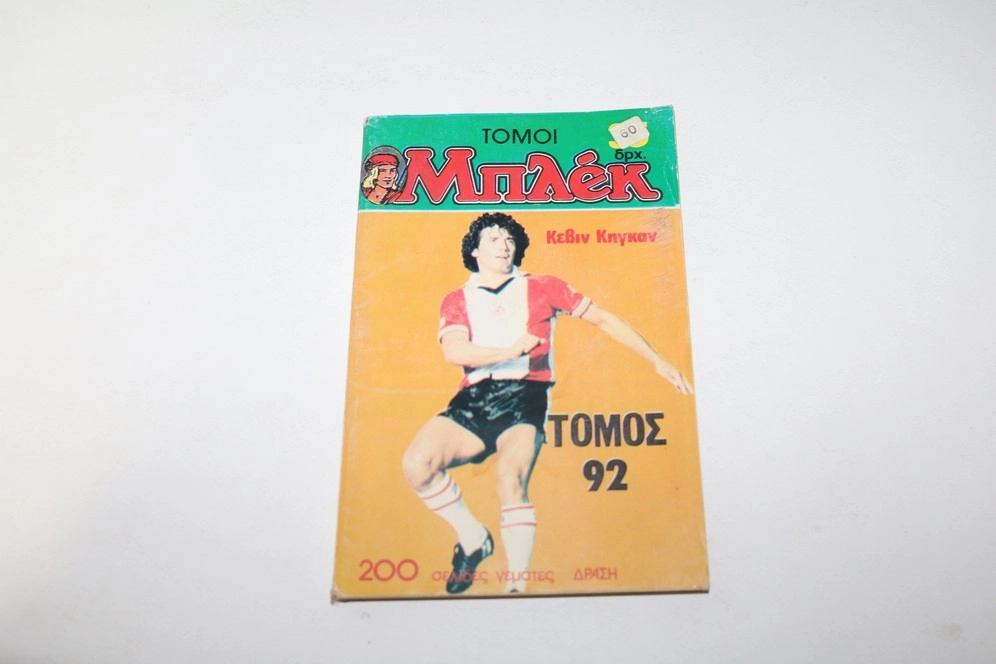 ΤΟΜΟΙ
60
δρχ.
Μπλέκ
Κεβιν Κηγκαν
ΤΟΜΟΣ
92
200 σελιδες γεματες ΔΡΑΣΗ